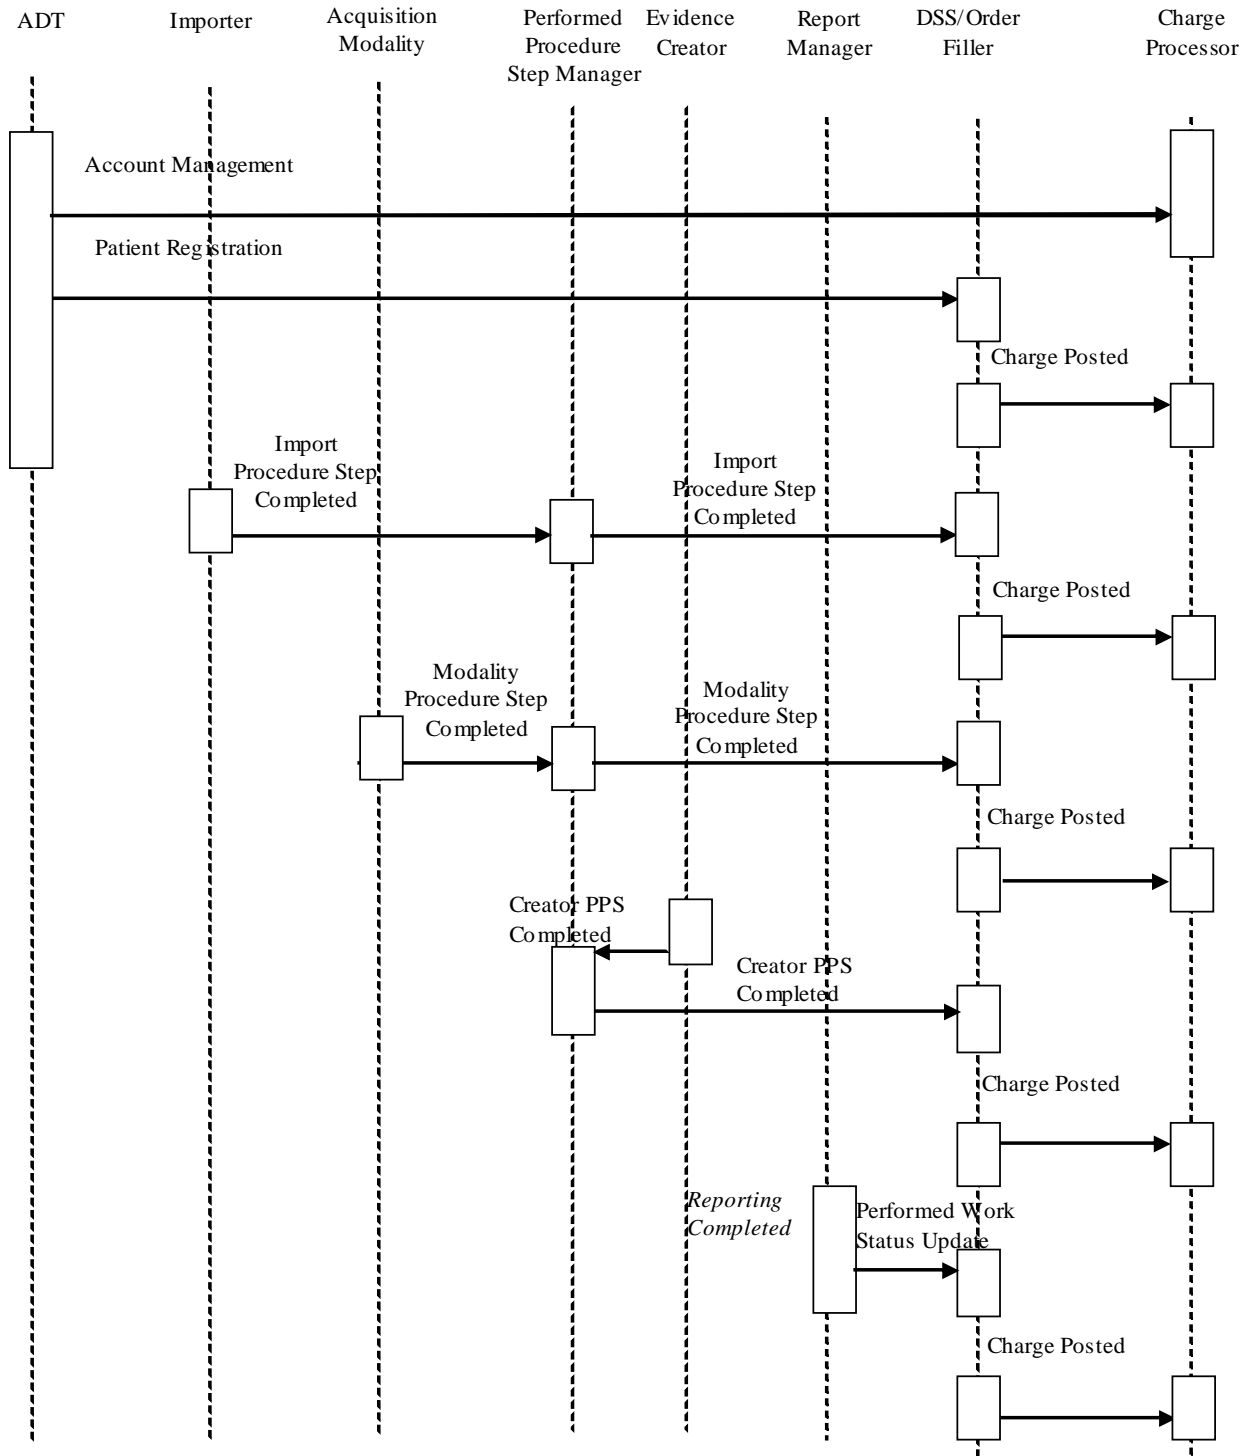 ADT
Importer
Acquisition
Modality
Performed
Procedure
Step Manager
Evidence
Creator
Report
Manager
DSS/Order
Filler
Charge
Processor
Account Management
Patient Registration
Charge Posted
Import
Procedure Step
Completed
Import
Procedure Step
Completed
Charge Posted
Modality
Procedure Step
Completed
Modality
Procedure Step
Completed
Charge Posted
Creator PPS
Completed
Creator PPS
Completed
Charge Posted
Reporting
Completed
Performed Work
Status Update
Charge Posted